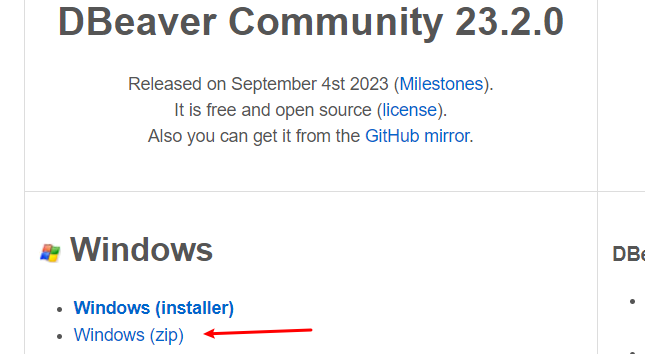 DBeaver Community 23.2.0
Released on September 4st 2023 (Milestones).
It is free and open source (license).
Also you can get it from the GitHub mirror.
Windows
DBe
Windows (installer)
Windows (zip)